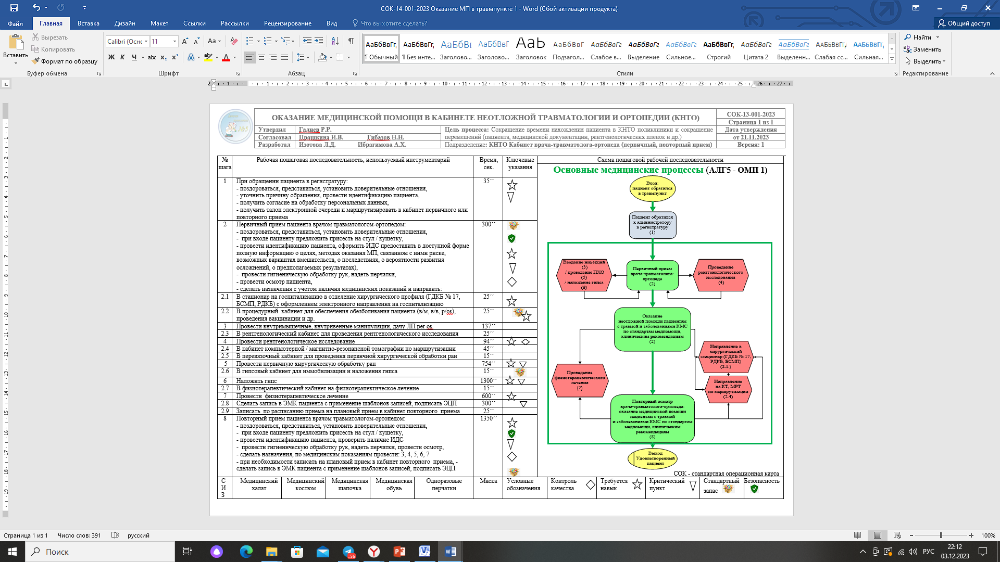 СОК-14-001-2023 Оказание МП в травмпункте 1 - Word (Сбой активации продукта)
Файл Главная Вставка Дизайн Макет Ссылки Рассылки Рецензирование Вид Что вы хотите сделать? Общий доступ
Вставить
Вырезать
Копировать
Формат по образцу
Буфер обмена
Calibri (Оснс 11
Ж К Ч abc x₂ x²
Шрифт
Абзац
АаБбВвГг, АаБбВвГг, АаБбВі АаБбВвГ АаЬ АаБбВвГ АаБбВвГг АаБбВвГг АаБбВвГг АаБбВвГг, АаБбВвГг АаБбВвГг ААББВВГГ, ААББВВГГ,
¶ Обычный ¶ Без инте... Заголово... Заголово... Заголовок Подзагол... Слабое в... Выделение Сильное... Строгий Цитата 2 Выделенн... Слабая сс... Сильная...
Стили
Найти
Заменить
Выделить
Редактирование
ОКАЗАНИЕ МЕДИЦИНСКОЙ ПОМОЩИ В КАБИНЕТЕ НЕОТЛОЖНОЙ ТРАВМАТОЛОГИИ И ОРТОПЕДИИ (КНТО)
СОК-13-001-2023
Страница 1 из 1
Утвердил Галиев Р.Р.
Согласовал Прошкина И.В. Гибазов Н.Н.
Разработал Изотова Л.Д. Ибрагимова А.Х.
Цель процесса: Сокращение времени нахождения пациента в КНТО поликлиники и сокращение
перемещений (пациента, медицинской документации, рентгенологических пленок и др.)
Подразделение: КНТО Кабинет врача-травматолога-ортопеда (первичный, повторный прием)
Дата утверждения
от 21.11.2023
Версия: 1
№ шага
Рабочая пошаговая последовательность, используемый инструментарий
Время, сек.
Ключевые указания
Схема пошаговой рабочей последовательности
1 При обращении пациента в регистратуру: 35´´
- поздороваться, представиться, установить доверительные отношения,
- уточнить причину обращения, провести идентификацию пациента,
- получить согласие на обработку персональных данных,
- получить талон электронной очереди и маршрутизировать в кабинет первичного или
повторного приема
2 Первичный прием пациента врачом травматологом-ортопедом: 300´´
- поздороваться, представиться, установить доверительные отношения,
- при входе пациенту предложить присесть на стул / кушетку,
- провести идентификацию пациента, оформить ИДС предоставить в доступной форме
полную информацию о целях, методах оказания МП, связанном с ними риске,
возможных вариантах вмешательств, о последствиях, о вероятности развития
осложнений, о предполагаемых результатах),
- провести гигиеническую обработку рук, надеть перчатки,
- провести осмотр пациента,
- сделать назначения с учетом наличия медицинских показаний и направить:
2.1 В стационар на госпитализацию в отделение хирургического профиля (ГДКБ № 17, 25´´
БСМП, РДКБ) с оформлением электронного направления на госпитализацию
2.2 В процедурный кабинет для обеспечения обезболивания пациента (в/м, в/в, p/os), 25´´
проведения вакцинации и др.
3 Провести внутримышечные, внутривенные манипуляции, дачу ЛП per os 137´´
2.3 В рентгенологический кабинет для проведения рентгенологического исследования 25´´
4 Провести рентгенологическое исследование 94´´
2.4 В кабинет компьютерной / магнитно-резонансной томографии по маршрутизации 45´´
2.5 В перевязочный кабинет для проведения первичной хирургической обработки ран 15´´
5 Провести первичную хирургическую обработку ран 754´´
2.6 В гипсовый кабинет для иммобилизации и наложения гипса 15´´
6 Наложить гипс 1300´´
2.7 В физиотерапевтический кабинет на физиотерапевтическое лечение 15´´
7 Провести физиотерапевтическое лечение 600´´
2.8 Сделать запись в ЭМК пациента с применение шаблонов записей, подписать ЭЦП 300´´
2.9 Записать по расписанию приема на плановый прием в кабинет повторного приема 25´´
8 Повторный прием пациента врачом травматологом-ортопедом: 1350´´
- поздороваться, представиться, установить доверительные отношения,
- при входе пациенту предложить присесть на стул / кушетку,
- провести идентификацию пациента, проверить наличие ИДС
- провести гигиеническую обработку рук, надеть перчатки, провести осмотр,
- сделать назначения, по медицинским показаниям провести: 3, 4, 5, 6, 7
- при необходимости записать на плановый прием в кабинет повторного приема, -
сделать запись в ЭМК пациента с применение шаблонов записей, подписать ЭЦП
Основные медицинские процессы (АЛГ5 - ОМП 1)
Вход:
пациент обратился
в травмпункт
Пациент обратился
к администратору
в регистратуру
(1)
Введение инъекций
(3)
/ проведение ПХО
(5)
/ наложение гипса
(6)
Первичный прием
врача-травматолога-
ортопеда
(2)
Проведение
рентгенологического
исследования
(4)
Оказание
неотложной помощи пациентам
с травмой и заболеваниями КМС
по стандартам медпомощи,
клиническим рекомендациям
(2)
Направление в
хирургический
стационар (ГДКБ № 17,
РДКБ, БСМП)
(2.1.)
Проведение
физиотерапевтического
лечения
(7)
Направление
на КТ, МРТ
по маршрутизации
(2.4)
Повторный осмотр
врача-травматолога-ортопеда:
оказание медицинской помощи
пациентам с травмой
и заболеваниями КМС по стандартам
медпомощи, клиническим
рекомендациям
(8)
Выход
Удовлетворенный
пациент
СОК - стандартная операционная карта
С И З
Медицинский халат
Медицинский костюм
Медицинская шапочка
Медицинская обувь
Одноразовые перчатки
Маска
Условные обозначения
Контроль качества
Требуется навык
Критический пункт
Стандартный запас
Безопасность
Страница 1 из 1 Число слов: 391 русский 100%
Поиск
.56
РУС
22:12
03.12.2023